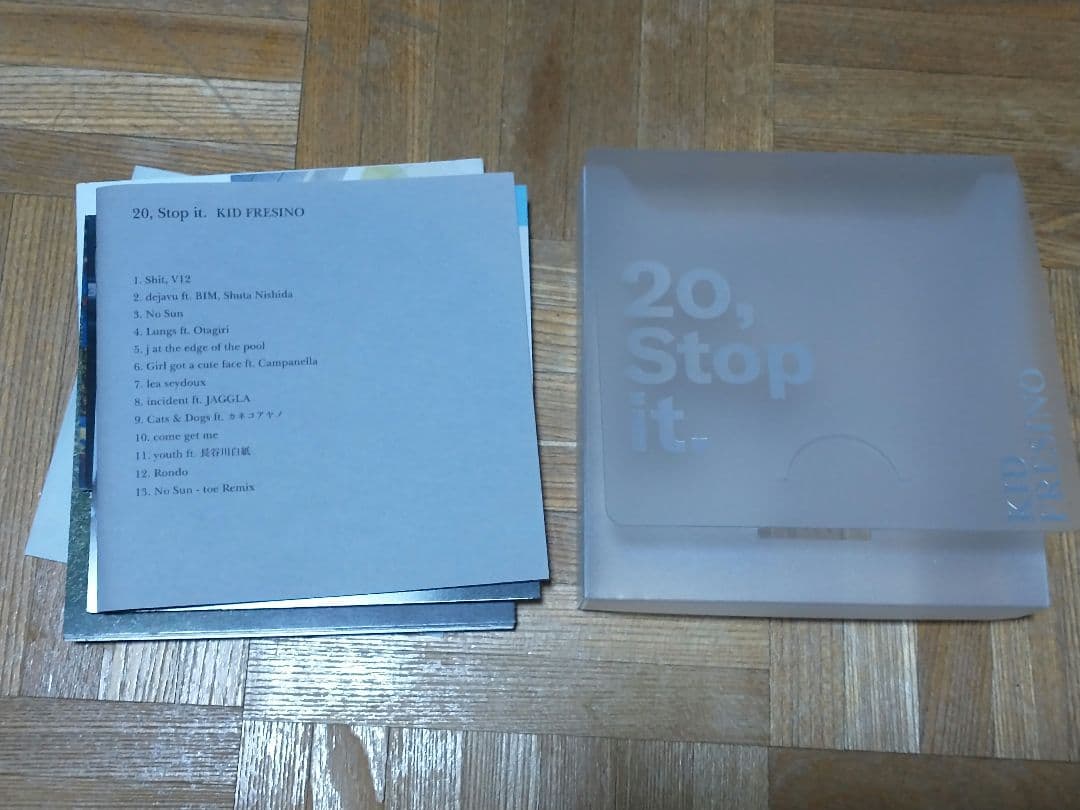 20, Stop it. KID FRESINO
1. Shit, V12
2. dejavu ft. BIM, Shuta Nishida
3. No Sun
4. Lungs ft. Otagiri
5. j at the edge of the pool
6. Girl got a cute face ft. Campanella
7. lea seydoux
8. incident ft. JAGGLA
9. Cats & Dogs ft. カネコアヤノ
10. come get me
11. youth ft. 長谷川白紙
12. Rondo
13. No Sun - toe Remix
20,
Stop
it.
KID
FRESINO